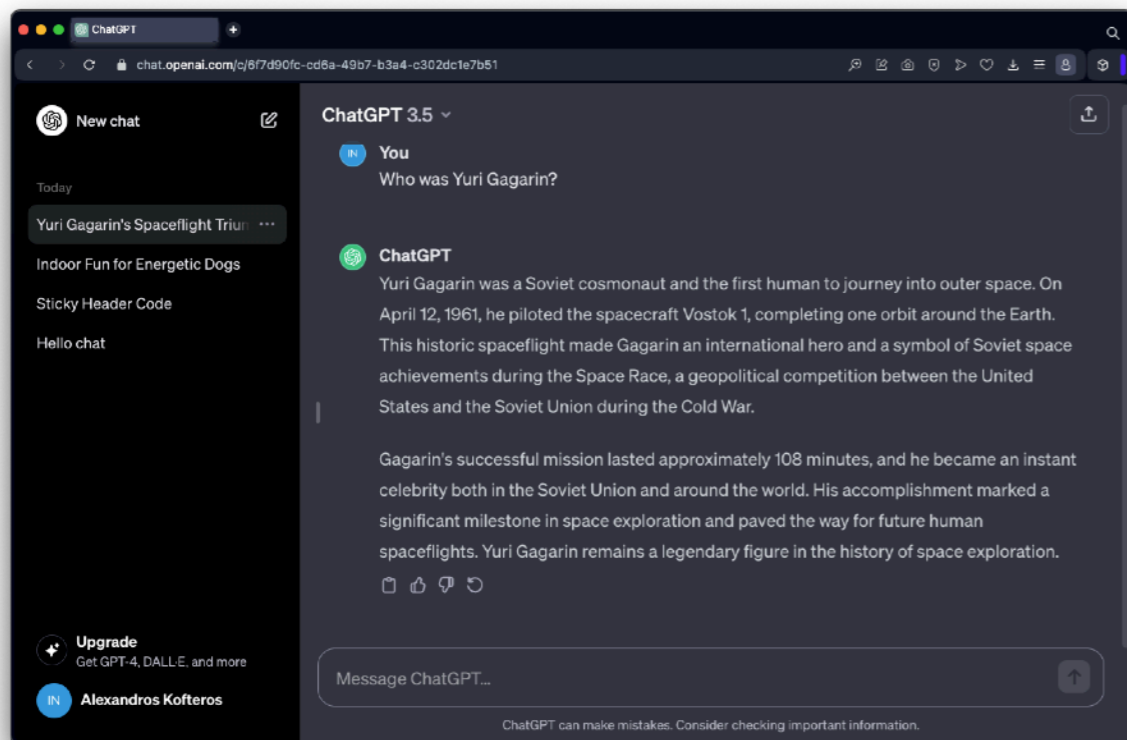 ChatGPT
chat.openai.com/c/6f7d90fc-cd6a-49b7-b3a4-c302dc1e7b51
New chat
Today
Yuri Gagarin's Spaceflight Trium
Indoor Fun for Energetic Dogs
Sticky Header Code
Hello chat
Upgrade
Get GPT-4, DALL·E, and more
IN
Alexandros Kofteros
ChatGPT 3.5
IN
You
Who was Yuri Gagarin?
ChatGPT
Yuri Gagarin was a Soviet cosmonaut and the first human to journey into outer space. On
April 12, 1961, he piloted the spacecraft Vostok 1, completing one orbit around the Earth.
This historic spaceflight made Gagarin an international hero and a symbol of Soviet space
achievements during the Space Race, a geopolitical competition between the United
States and the Soviet Union during the Cold War.
Gagarin's successful mission lasted approximately 108 minutes, and he became an instant
celebrity both in the Soviet Union and around the world. His accomplishment marked a
significant milestone in space exploration and paved the way for future human
spaceflights. Yuri Gagarin remains a legendary figure in the history of space exploration.
Message ChatGPT...
ChatGPT can make mistakes. Consider checking important information.